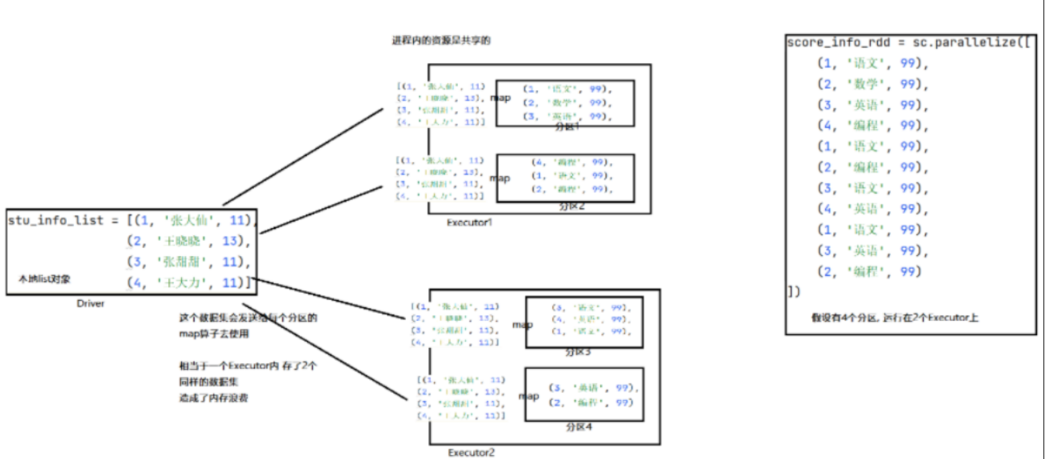 stu_info_list = [(1, '张大仙', 11),
(2, '王晓晓', 13),
(3, '张甜甜', 11),
(4, '王大力', 11)]
本地list对象
Driver
这个数据集会发送给每个分区的
map算子去使用
相当于一个Executor内 存了2个
同样的数据集
造成了内存浪费
进程内的资源是共享的
[(1, '张大仙', 11)
(2, '王晓晓', 13),
(3, '张甜甜', 11),
(4, '王大力', 11)]
map
(1, '语文', 99),
(2, '数学', 99),
(3, '英语', 99),
分区1
[(1, '张大仙', 11)
(2, '王晓晓', 13),
(3, '张甜甜', 11),
(4, '王大力', 11)]
map
(4, '编程', 99),
(1, '语文', 99),
(2, '编程', 99),
分区2
Executor1
[(1, '张大仙', 11)
(2, '王晓晓', 13),
(3, '张甜甜', 11),
(4, '王大力', 11)]
map
(3, '语文', 99),
(4, '英语', 99),
(1, '语文', 99),
分区3
[(1, '张大仙', 11)
(2, '王晓晓', 13),
(3, '张甜甜', 11),
(4, '王大力', 11)]
map
(3, '英语', 99),
(2, '编程', 99)
分区4
Executor2
score_info_rdd = sc.parallelize([
(1, '语文', 99),
(2, '数学', 99),
(3, '英语', 99),
(4, '编程', 99),
(1, '语文', 99),
(2, '编程', 99),
(3, '语文', 99),
(4, '英语', 99),
(1, '语文', 99),
(3, '英语', 99),
(2, '编程', 99)
])
假设有4个分区, 运行在2个Executor上